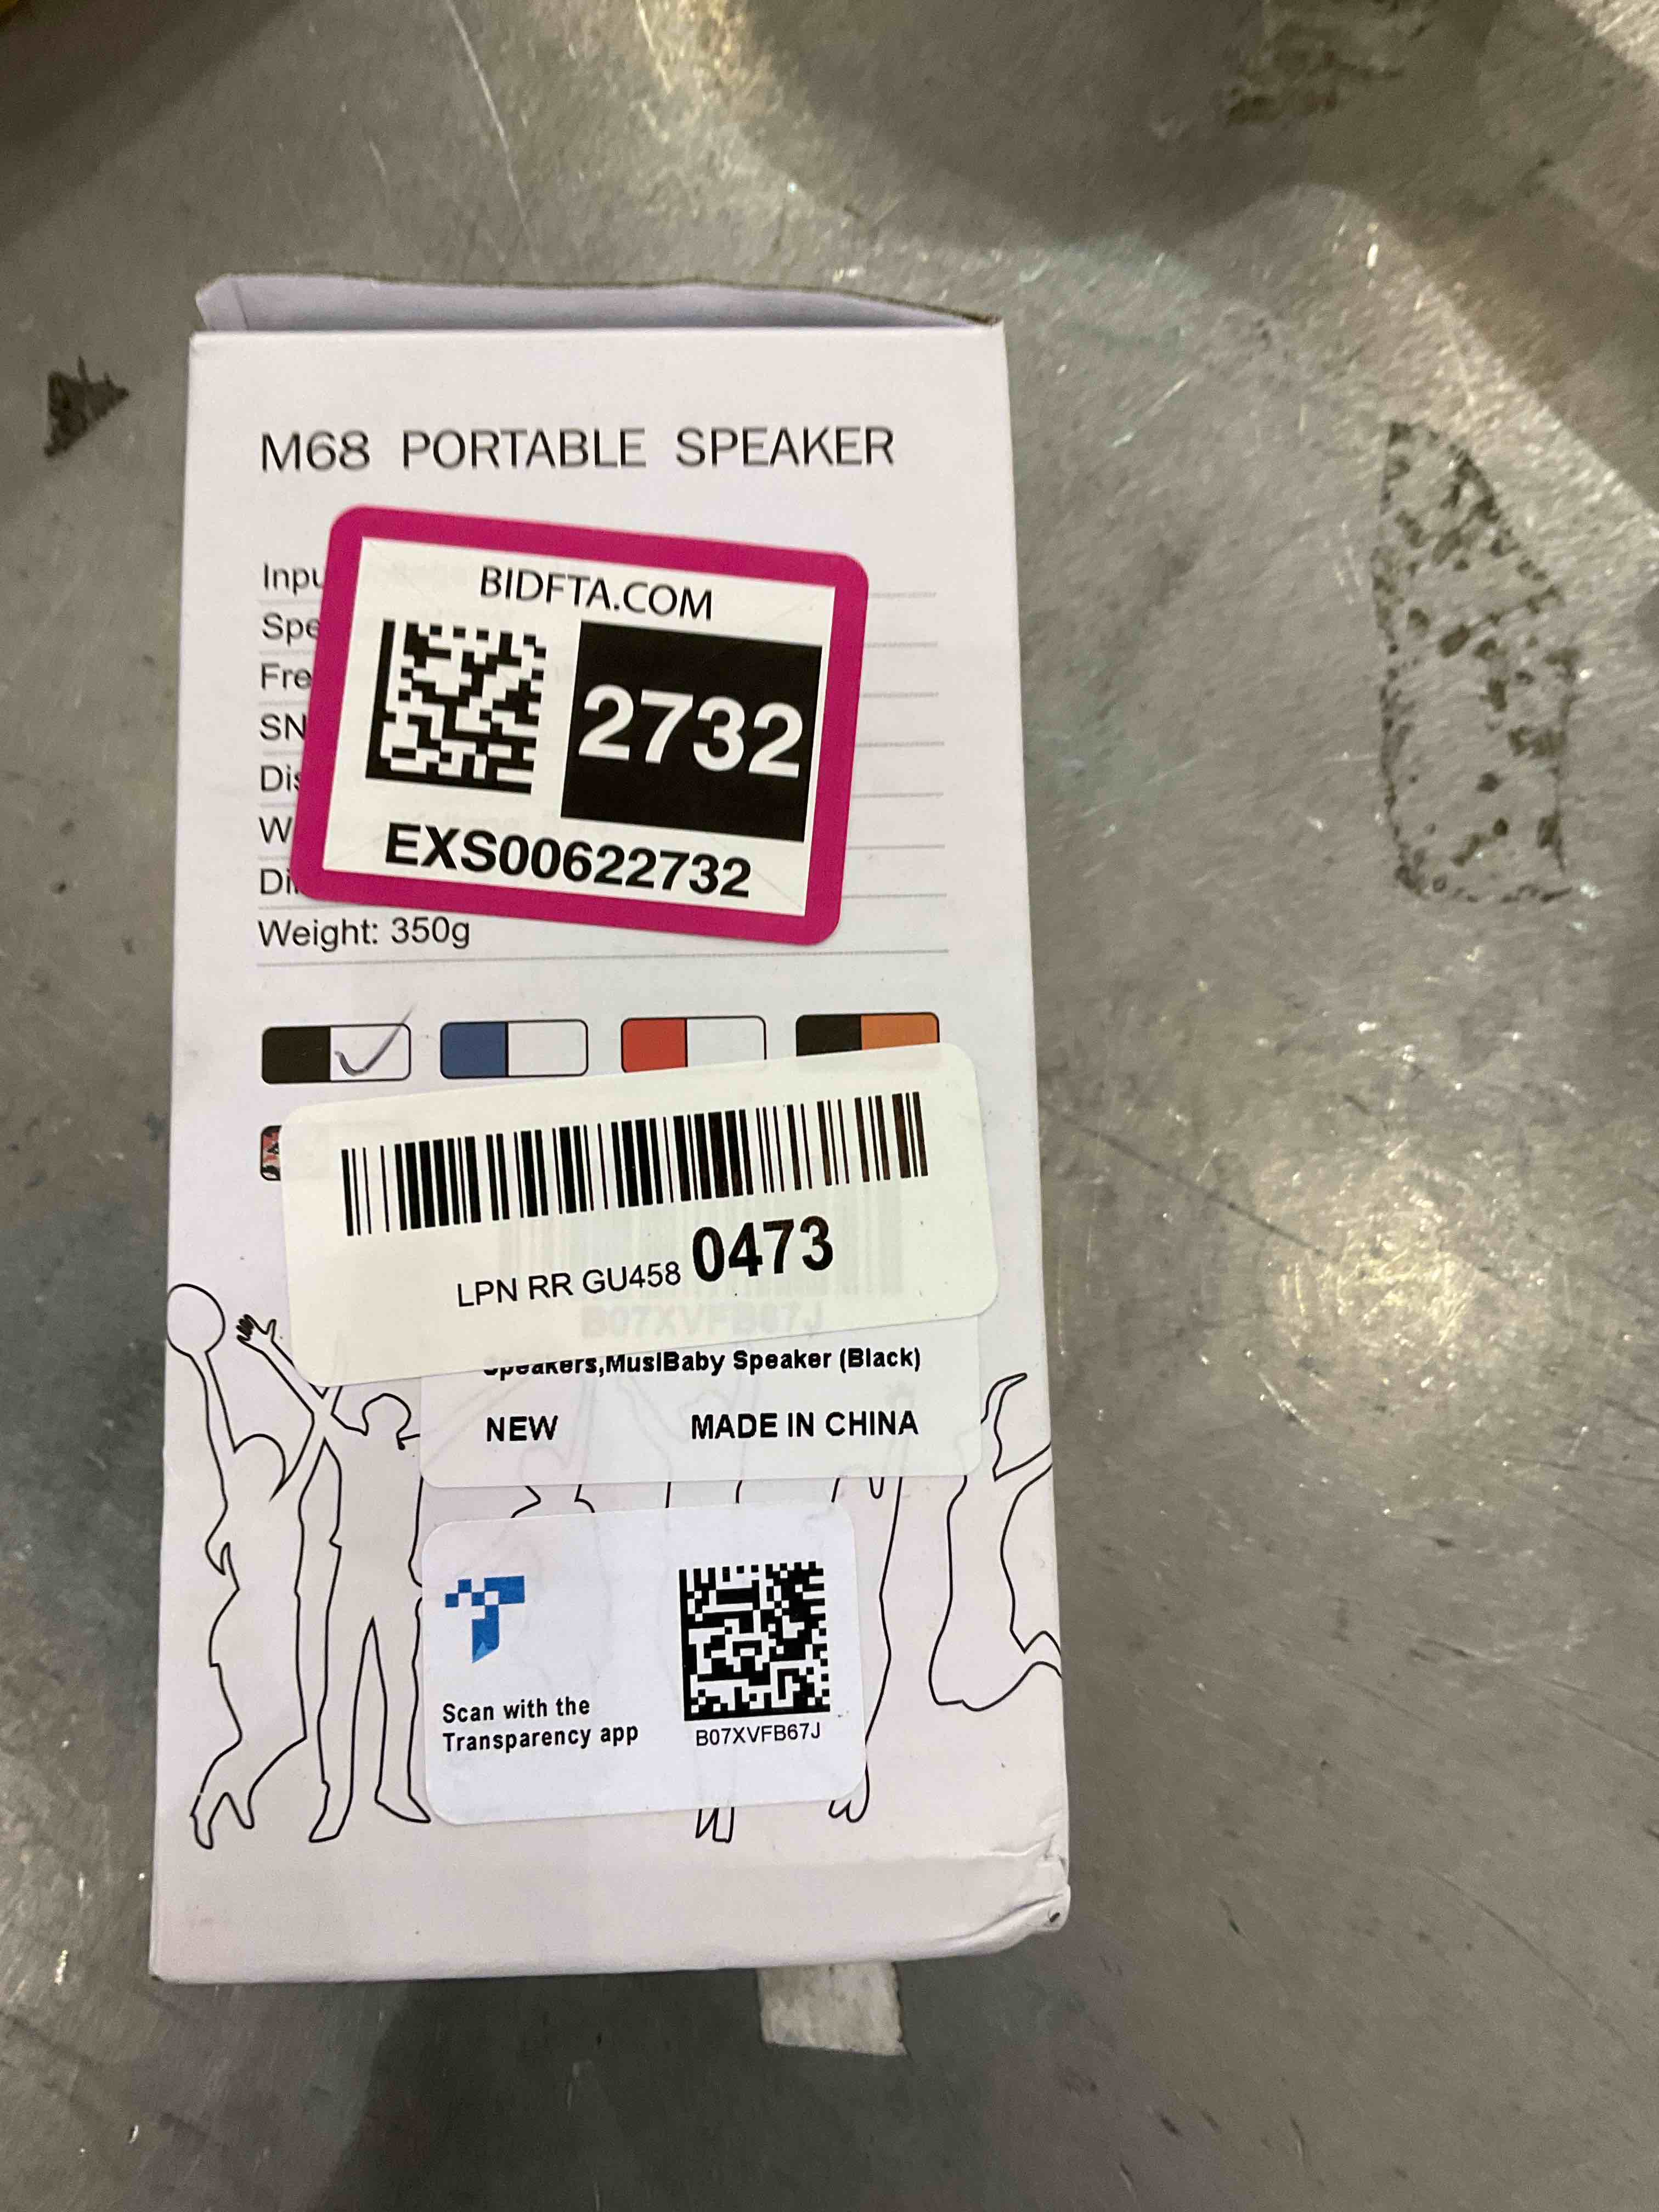 M68 PORTABLE SPEAKER
BIDFTA.COM
2732
EXS00622732
Inpu
Spe
Fre
SN
Dis
W
Di
Weight: 350g
LPN RR GU458 0473
B07XVFB67J
Speakers,MusiBaby Speaker (Black)
NEW MADE IN CHINA
Scan with the
Transparency app
B07XVFB67J